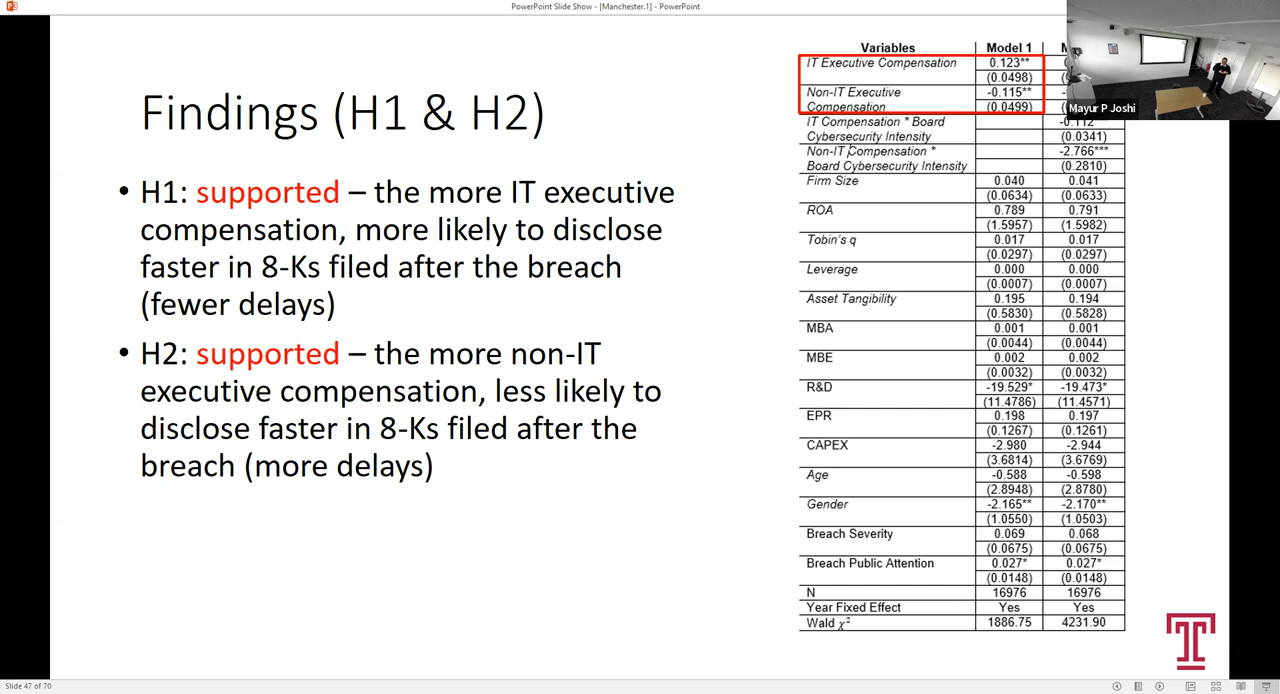 PowerPoint Slide Show - [Manchester.1] - PowerPoint
Findings (H1 & H2)
• H1: supported – the more IT executive
compensation, more likely to disclose
faster in 8-Ks filed after the breach
(fewer delays)
• H2: supported – the more non-IT
executive compensation, less likely to
disclose faster in 8-Ks filed after the
breach (more delays)
Variables Model 1
IT Executive Compensation 0.123**
(0.0498)
Non-IT Executive -0.115**
Compensation (0.0499)
IT Compensation * Board
Cybersecurity Intensity (0.0341)
Non-IT Compensation * -2.766***
Board Cybersecurity Intensity (0.2810)
Firm Size 0.040 0.041
(0.0634) (0.0633)
ROA 0.789 0.791
(1.5957) (1.5982)
Tobin's q 0.017 0.017
(0.0297) (0.0297)
Leverage 0.000 0.000
(0.0007) (0.0007)
Asset Tangibility 0.195 0.194
(0.5830) (0.5828)
MBA 0.001 0.001
(0.0044) (0.0044)
MBE 0.002 0.002
(0.0032) (0.0032)
R&D -19.529* -19.473*
(11.4786) (11.4571)
EPR 0.198 0.197
(0.1267) (0.1261)
CAPEX -2.980 -2.944
(3.6814) (3.6769)
Age -0.588 -0.598
(2.8948) (2.8780)
Gender -2.165** -2.170**
(1.0550) (1.0503)
Breach Severity 0.069 0.068
(0.0675) (0.0675)
Breach Public Attention 0.027* 0.027*
(0.0148) (0.0148)
N 16976 16976
Year Fixed Effect Yes Yes
Wald χ² 1886.75 4231.90
Mayur P Joshi
Slide 47 of 70